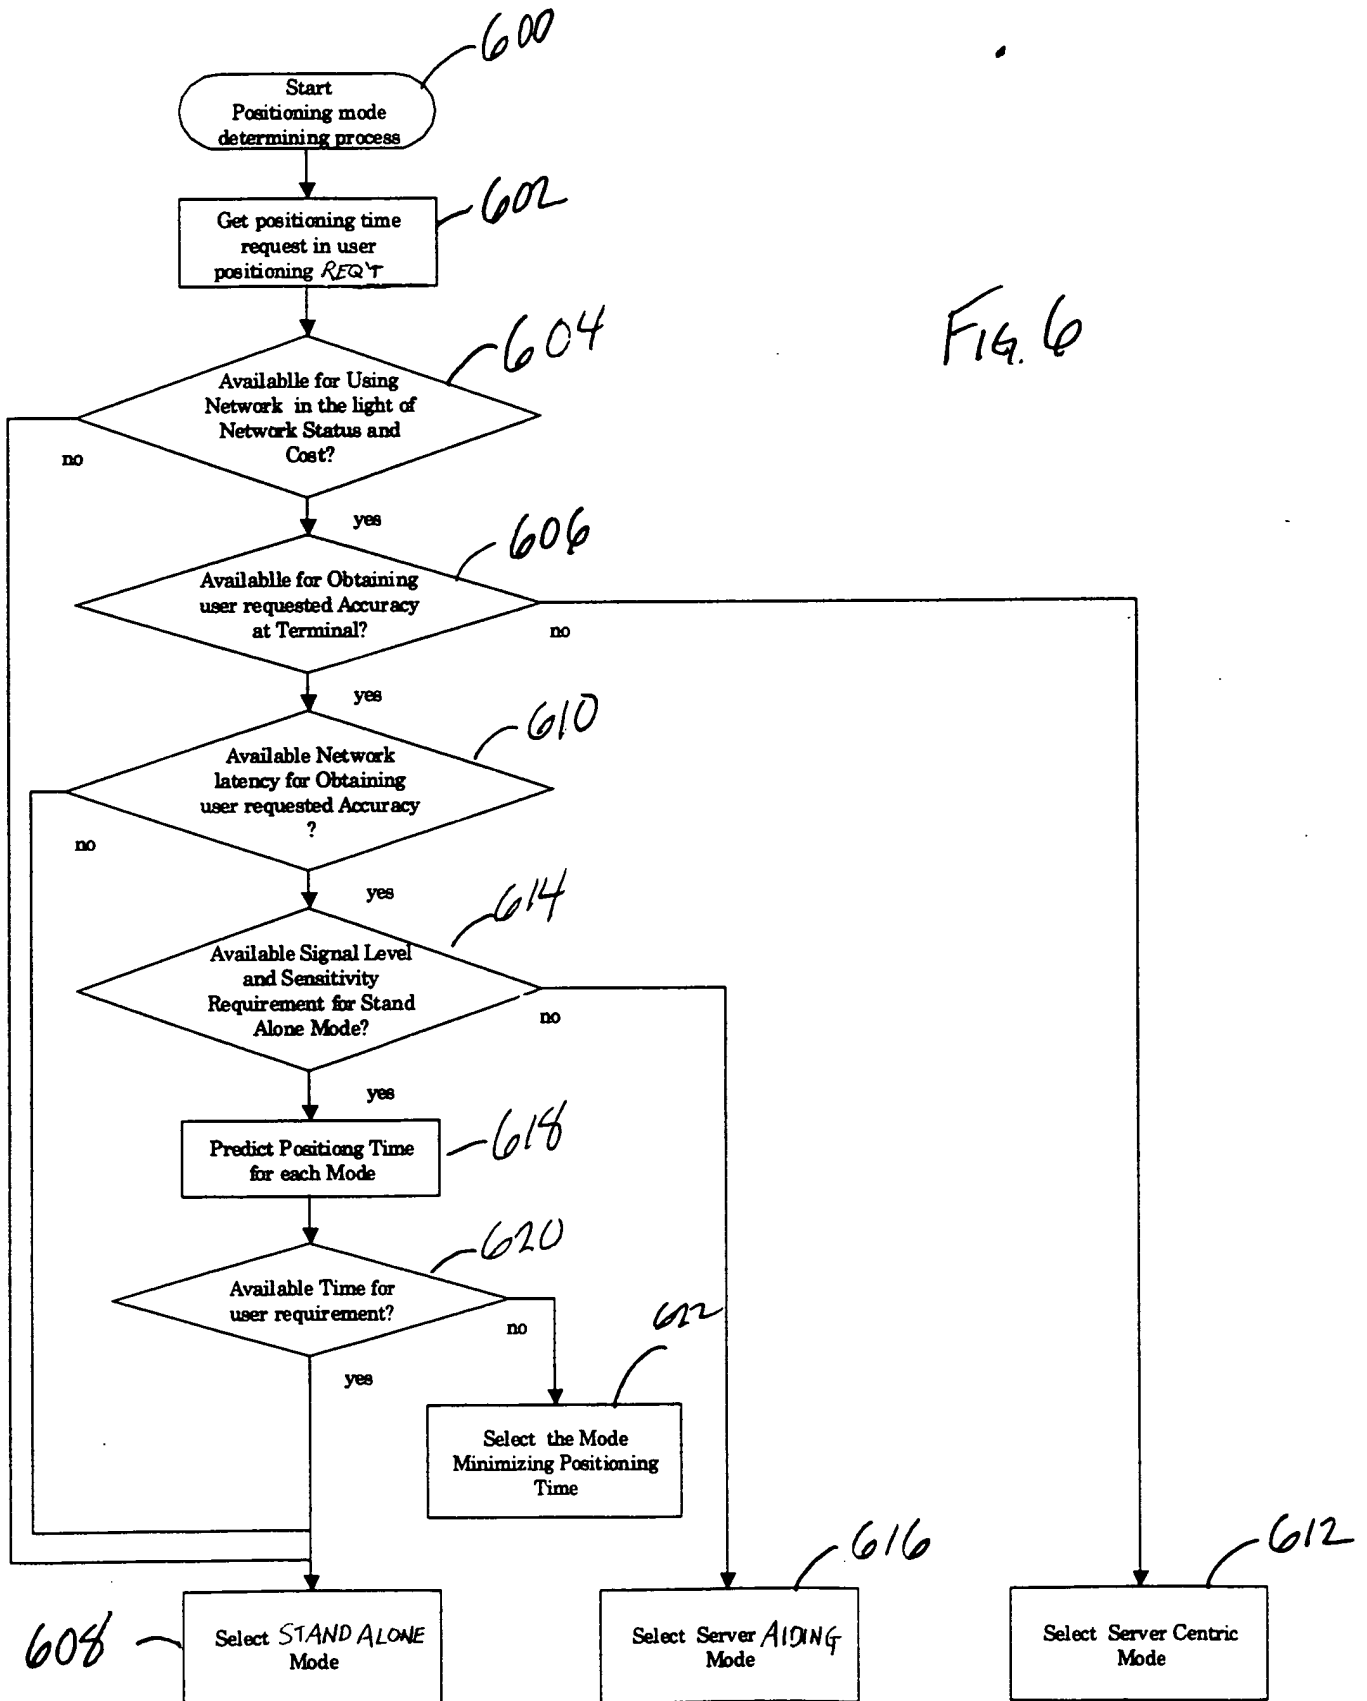 600
Start
Positioning mode
determining process
602
Get positioning time
request in user
positioning REQ'T
FIG. 6
604
Availablle for Using
Network in the light of
Network Status and
Cost?
no
yes
606
Availablle for Obtaining
user requested Accuracy
at Terminal?
no
yes
610
Available Network
latency for Obtaining
user requested Accuracy
?
no
yes
614
Available Signal Level
and Sensitivity
Requirement for Stand
Alone Mode?
no
yes
618
Predict Positiong Time
for each Mode
620
Available Time for
user requirement?
no
yes
622
Select the Mode
Minimizing Positioning
Time
608
Select STAND ALONE
Mode
616
Select Server AIDING
Mode
612
Select Server Centric
Mode